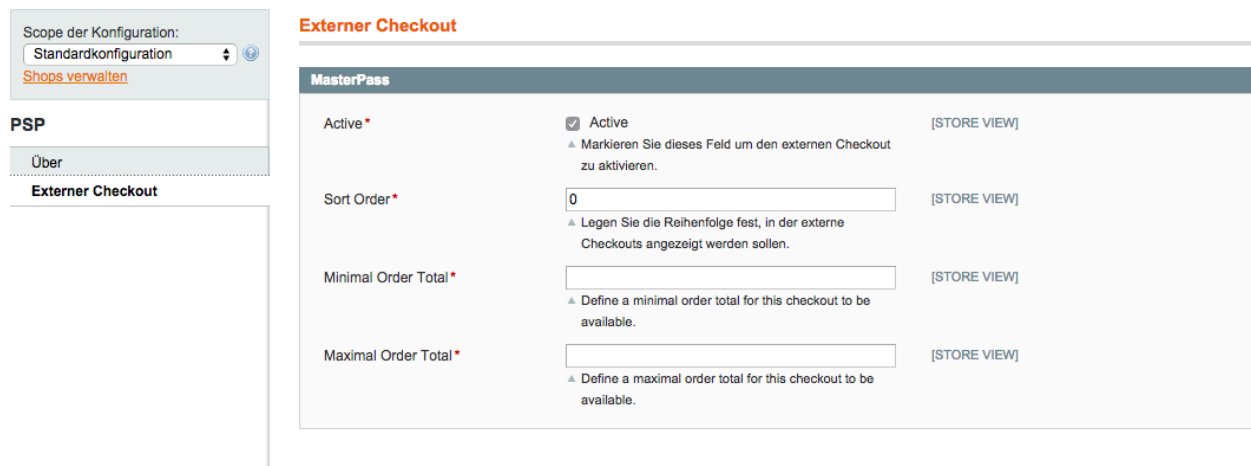 Scope der Konfiguration:
Standardkonfiguration
Shops verwalten
PSP
Über
Externer Checkout
Externer Checkout
MasterPass
Active* Active [STORE VIEW]
Markieren Sie dieses Feld um den externen Checkout
zu aktivieren.
Sort Order* 0 [STORE VIEW]
Legen Sie die Reihenfolge fest, in der externe
Checkouts angezeigt werden sollen.
Minimal Order Total* [STORE VIEW]
Define a minimal order total for this checkout to be
available.
Maximal Order Total* [STORE VIEW]
Define a maximal order total for this checkout to be
available.